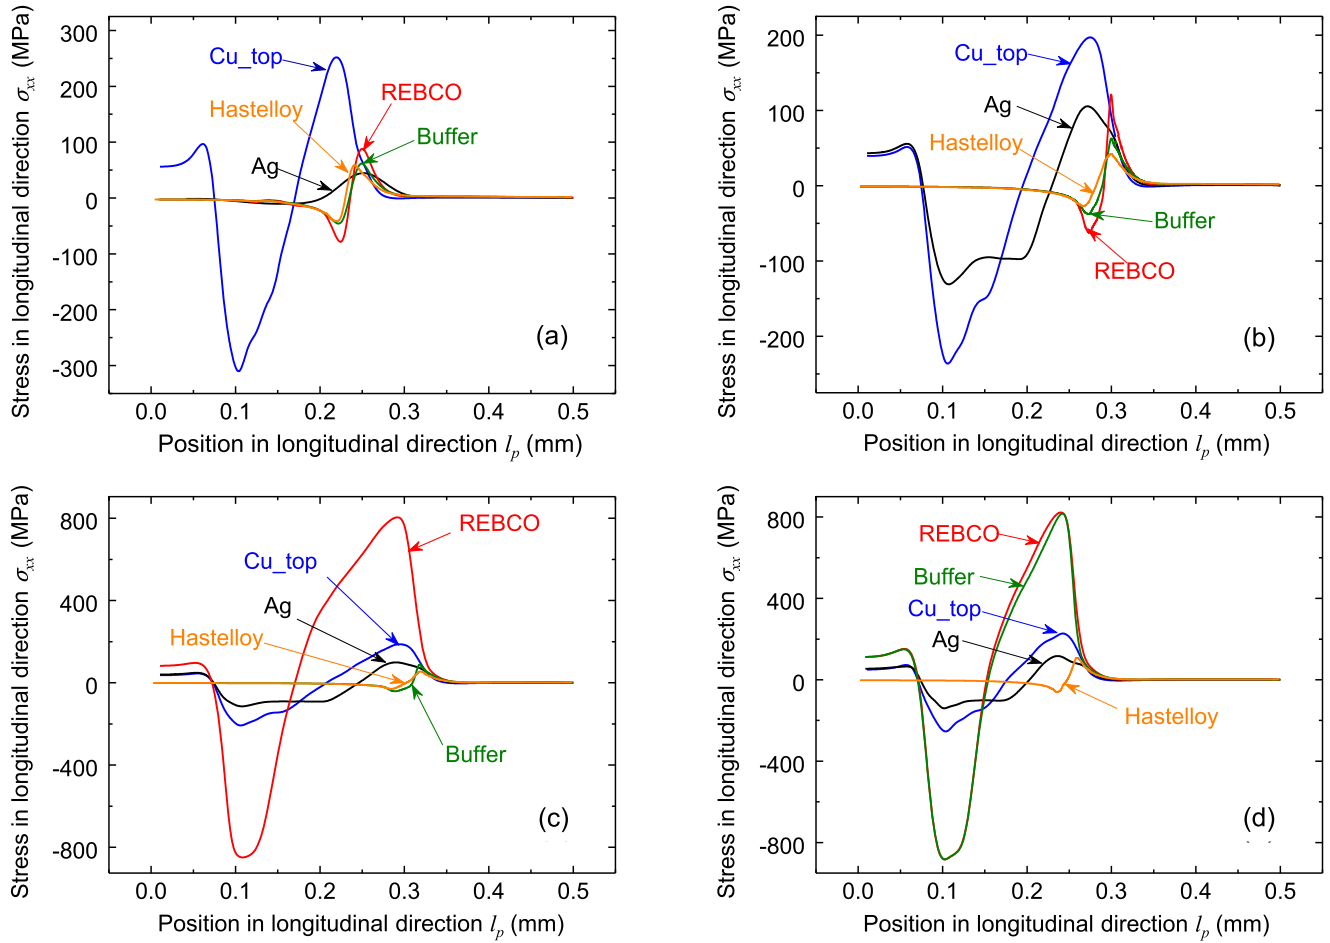 Stress in longitudinal direction σxx (MPa)
300
200
100
0
-100
-200
-300
Cu_top
REBCO
Hastelloy
Buffer
Ag
(a)
0.0 0.1 0.2 0.3 0.4 0.5
Position in longitudinal direction lp (mm)
Stress in longitudinal direction σxx (MPa)
200
100
0
-100
-200
Cu_top
Ag
Hastelloy
Buffer
REBCO
(b)
0.0 0.1 0.2 0.3 0.4 0.5
Position in longitudinal direction lp (mm)
Stress in longitudinal direction σxx (MPa)
800
400
0
-400
-800
REBCO
Cu_top
Ag
Hastelloy
Buffer
(c)
0.0 0.1 0.2 0.3 0.4 0.5
Position in longitudinal direction lp (mm)
Stress in longitudinal direction σxx (MPa)
800
400
0
-400
-800
REBCO
Buffer
Cu_top
Ag
Hastelloy
(d)
0.0 0.1 0.2 0.3 0.4 0.5
Position in longitudinal direction lp (mm)